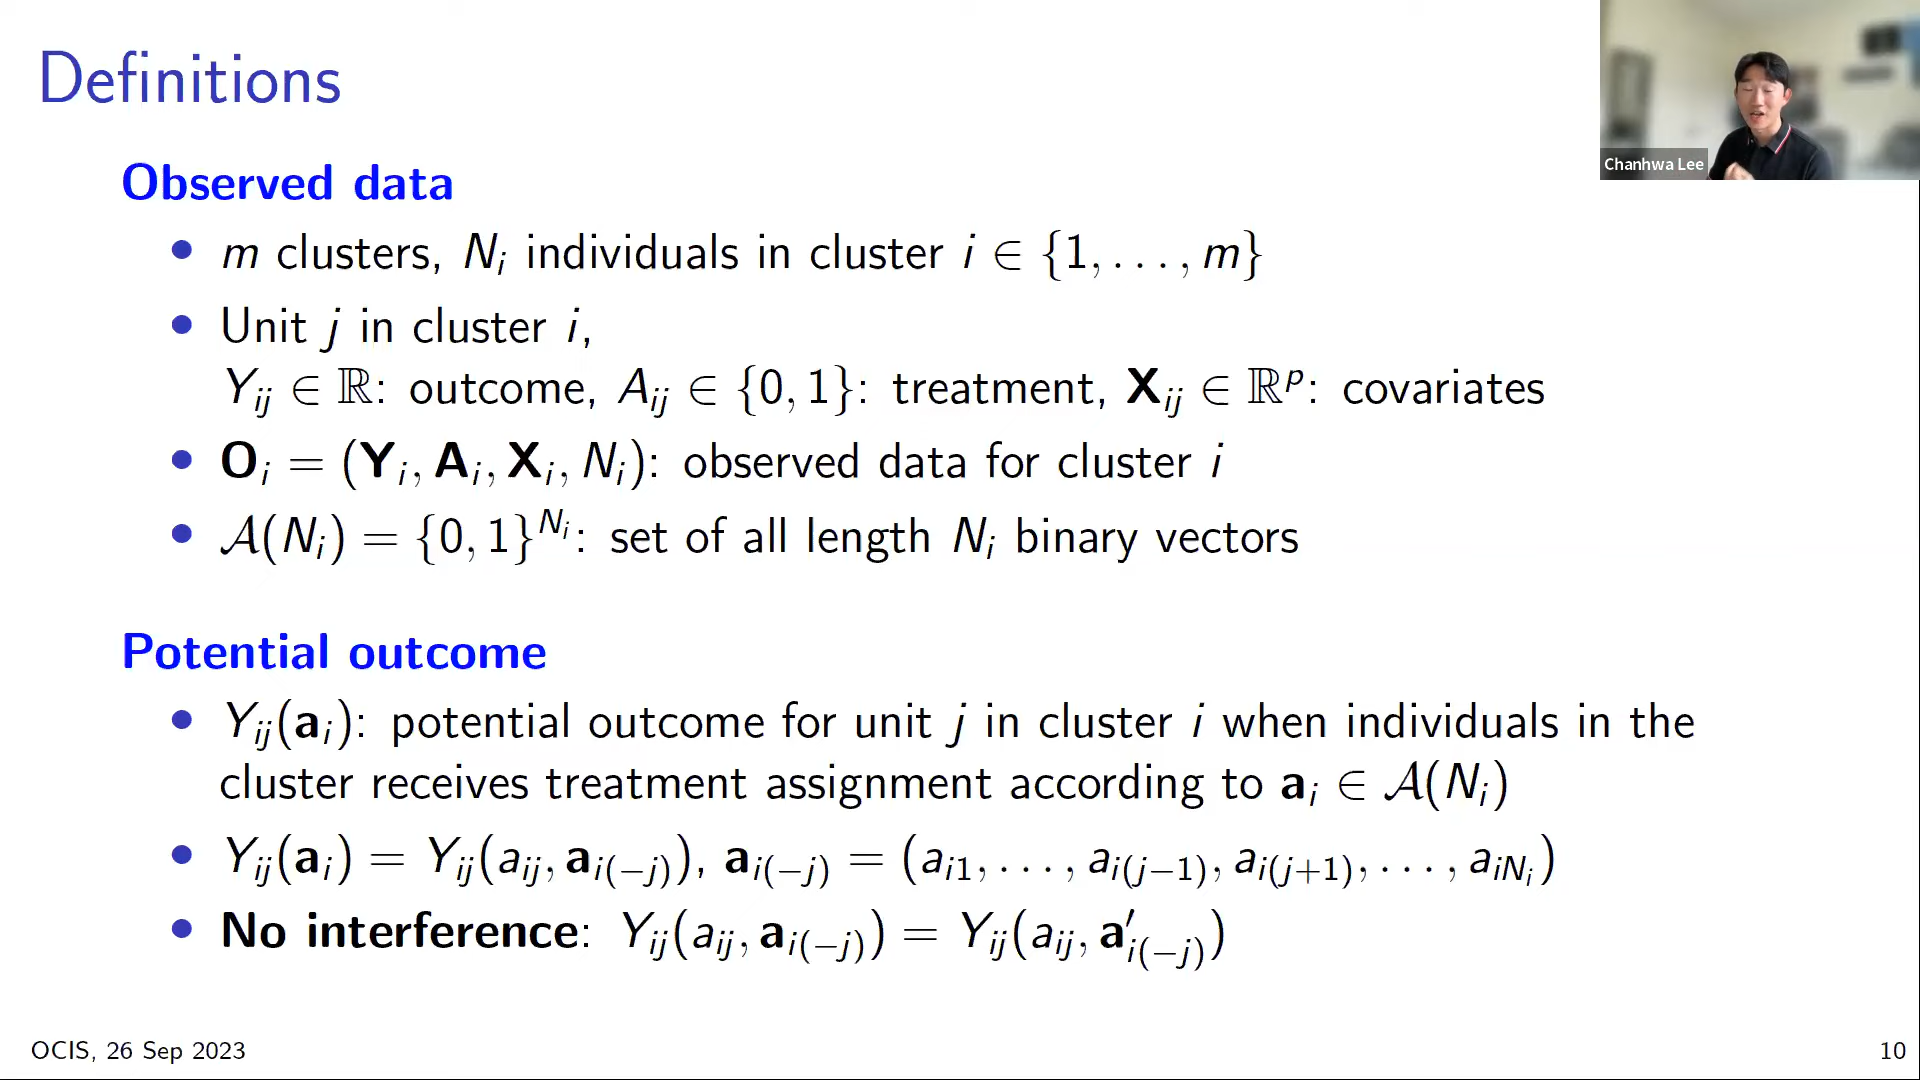 Definitions
Chanhwa Lee
Observed data
• m clusters, N_i individuals in cluster i ∈ {1, . . . , m}
• Unit j in cluster i,
Y_ij ∈ ℝ: outcome, A_ij ∈ {0, 1}: treatment, X_ij ∈ ℝ^p: covariates
• O_i = (Y_i, A_i, X_i, N_i): observed data for cluster i
• 𝒜(N_i) = {0, 1}^{N_i}: set of all length N_i binary vectors
Potential outcome
• Y_ij(a_i): potential outcome for unit j in cluster i when individuals in the
cluster receives treatment assignment according to a_i ∈ 𝒜(N_i)
• Y_ij(a_i) = Y_ij(a_ij, a_{i(−j)}), a_{i(−j)} = (a_{i1}, . . . , a_{i(j−1)}, a_{i(j+1)}, . . . , a_{iN_i})
• No interference: Y_ij(a_ij, a_{i(−j)}) = Y_ij(a_ij, a′_{i(−j)})
OCIS, 26 Sep 2023
10